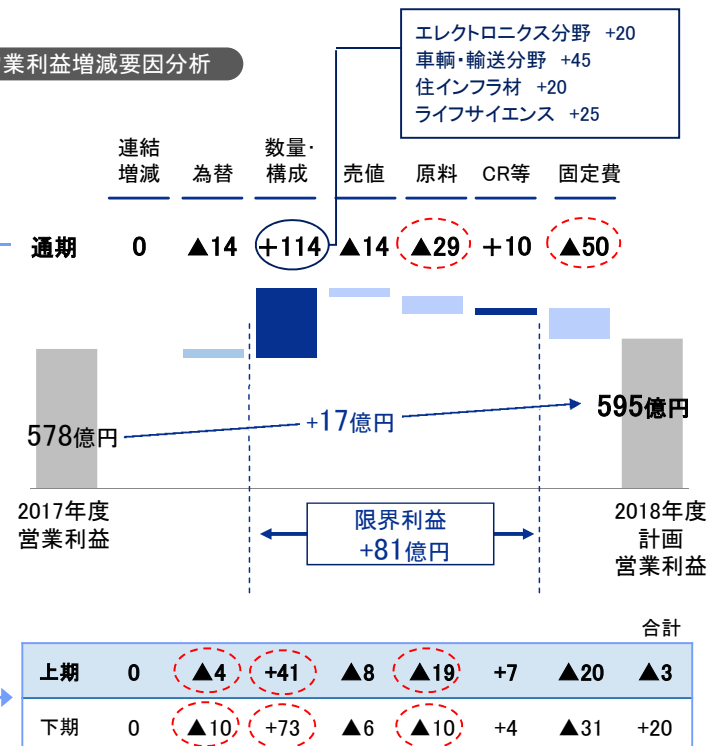 エレクトロニクス分野 +20
車輌・輸送分野 +45
住インフラ材 +20
ライフサイエンス +25
業利益増減要因分析
連結増減 為替 数量・構成 売値 原料 CR等 固定費
通期 0 ▲14 +114 ▲14 ▲29 +10 ▲50
578億円
+17億円
595億円
2017年度
営業利益
限界利益
+81億円
2018年度
計画
営業利益
合計
上期 0 ▲4 +41 ▲8 ▲19 +7 ▲20 ▲3
下期 0 ▲10 +73 ▲6 ▲10 +4 ▲31 +20